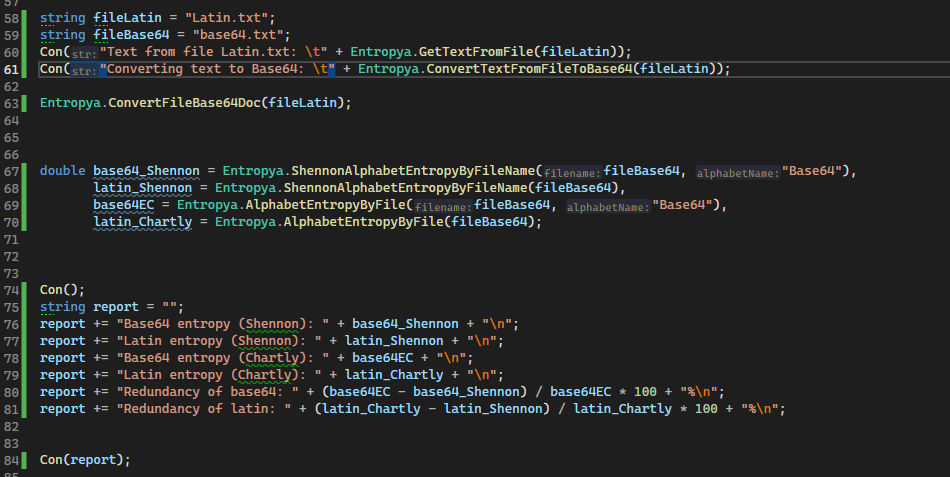 57
58 string fileLatin = "Latin.txt";
59 string fileBase64 = "base64.txt";
60 Con(str: "Text from file Latin.txt: \t" + Entropya.GetTextFromFile(fileLatin));
61 Con(str: "Converting text to Base64: \t" + Entropya.ConvertTextFromFileToBase64(fileLatin));
62
63 Entropya.ConvertFileBase64Doc(fileLatin);
64
65
66
67 double base64_Shennon = Entropya.ShennonAlphabetEntropyByFileName(filename: fileBase64, alphabetName: "Base64"),
68 latin_Shennon = Entropya.ShennonAlphabetEntropyByFileName(fileBase64),
69 base64EC = Entropya.AlphabetEntropyByFile(filename: fileBase64, alphabetName: "Base64"),
70 latin_Chartly = Entropya.AlphabetEntropyByFile(fileBase64);
71
72
73
74 Con();
75 string report = "";
76 report += "Base64 entropy (Shennon): " + base64_Shennon + "\n";
77 report += "Latin entropy (Shennon): " + latin_Shennon + "\n";
78 report += "Base64 entropy (Chartly): " + base64EC + "\n";
79 report += "Latin entropy (Chartly): " + latin_Chartly + "\n";
80 report += "Redundancy of base64: " + (base64EC - base64_Shennon) / base64EC * 100 + "%\n";
81 report += "Redundancy of latin: " + (latin_Chartly - latin_Shennon) / latin_Chartly * 100 + "%\n";
82
83
84 Con(report);
85